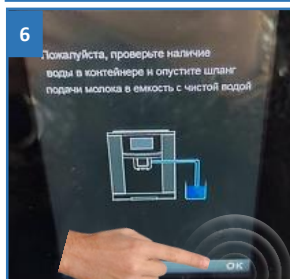 6
Пожалуйста, проверьте наличие
воды в контейнере и опустите шланг
подачи молока в емкость с чистой водой
OK